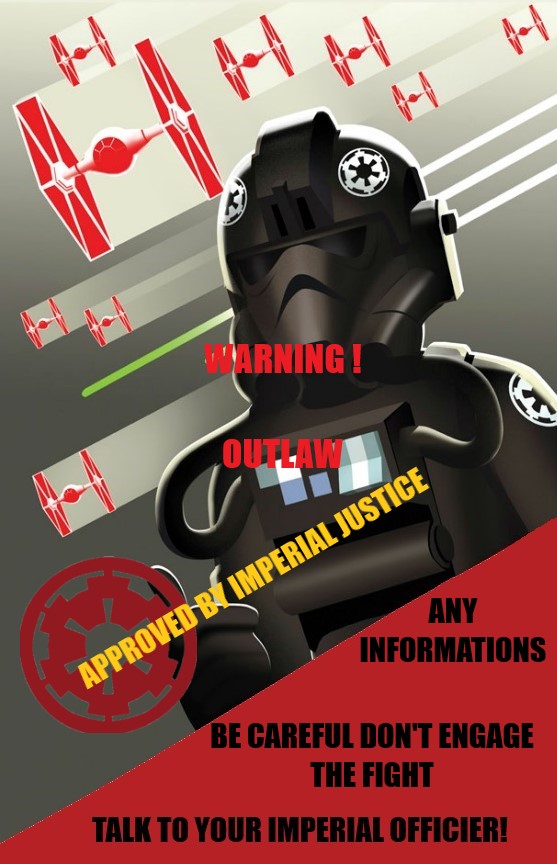 WARNING !
OUTLAW
APPROVED BY IMPERIAL JUSTICE
ANY
INFORMATIONS
BE CAREFUL DON'T ENGAGE
THE FIGHT
TALK TO YOUR IMPERIAL OFFICIER!